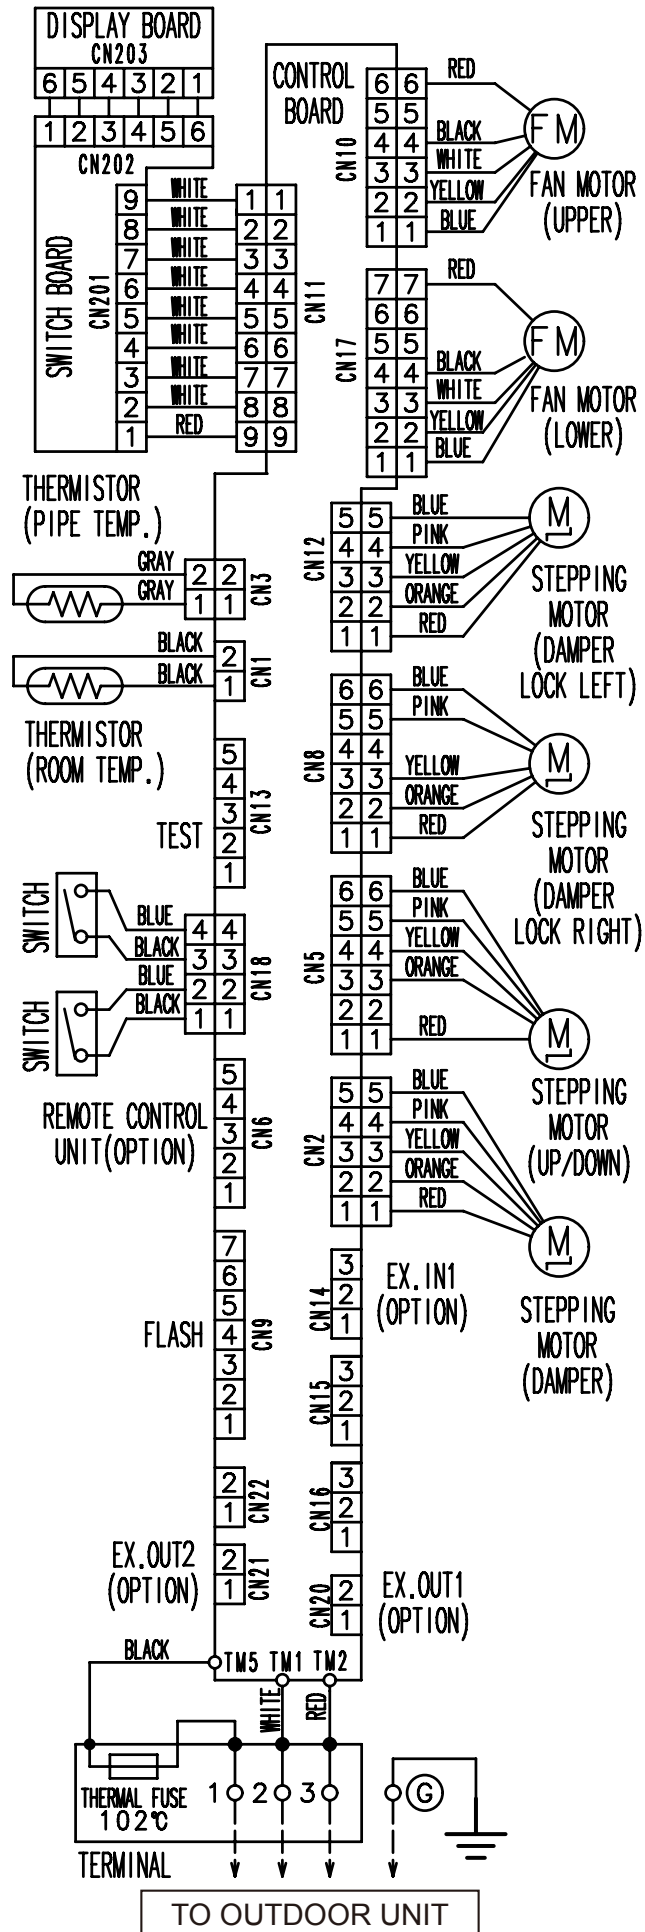 DISPLAY BOARD
CN203
6 5 4 3 2 1
1 2 3 4 5 6
CN202
SWITCH BOARD
CN201
9 WHITE 1 1
8 WHITE 2 2
7 WHITE 3 3
6 WHITE 4 4
5 WHITE 5 5
4 WHITE 6 6
3 WHITE 7 7
2 WHITE 8 8
1 RED 9 9
CN11
CONTROL
BOARD
CN10
6 6 RED
5 5
4 4 BLACK
3 3 WHITE
2 2 YELLOW
1 1 BLUE
FM
FAN MOTOR
(UPPER)
CN17
7 7 RED
6 6
5 5
4 4 BLACK
3 3 WHITE
2 2 YELLOW
1 1 BLUE
FM
FAN MOTOR
(LOWER)
THERMISTOR
(PIPE TEMP.)
GRAY 2 2
GRAY 1 1
CN3
BLACK 2
BLACK 1
CN1
THERMISTOR
(ROOM TEMP.)
CN12
5 5 BLUE
4 4 PINK
3 3 YELLOW
2 2 ORANGE
1 1 RED
M
STEPPING
MOTOR
(DAMPER
LOCK LEFT)
CN8
6 6 BLUE
5 5 PINK
4 4
3 3 YELLOW
2 2 ORANGE
1 1 RED
M
STEPPING
MOTOR
(DAMPER
LOCK RIGHT)
TEST
5
4
3
2
1
CN13
SWITCH
BLUE 4 4
BLACK 3 3
SWITCH
BLUE 2 2
BLACK 1 1
CN18
CN5
6 6 BLUE
5 5 PINK
4 4 YELLOW
3 3 ORANGE
2 2
1 1 RED
M
STEPPING
MOTOR
(UP/DOWN)
REMOTE CONTROL
UNIT(OPTION)
5
4
3
2
1
CN6
CN2
5 5 BLUE
4 4 PINK
3 3 YELLOW
2 2 ORANGE
1 1 RED
M
STEPPING
MOTOR
(DAMPER)
FLASH
7
6
5
4
3
2
1
CN9
CN14
3
2
1
EX.IN1
(OPTION)
CN15
3
2
1
CN16
3
2
1
2
1
CN22
EX.OUT2
(OPTION)
2
1
CN21
CN20
2
1
EX.OUT1
(OPTION)
BLACK
TM5 TM1 TM2
WHITE
RED
THERMAL FUSE
102℃
1 2 3
G
TERMINAL
TO OUTDOOR UNIT